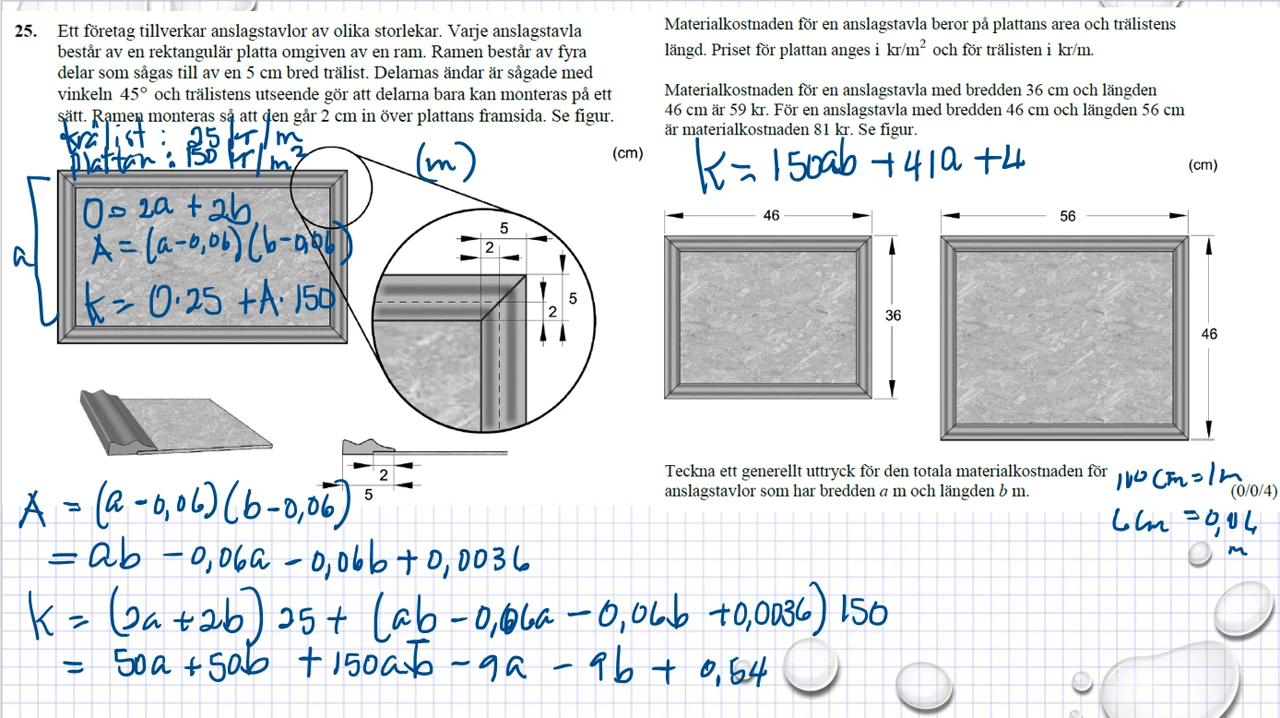 25. Ett företag tillverkar anslagstavlor av olika storlekar. Varje anslagstavla
består av en rektangulär platta omgiven av en ram. Ramen består av fyra
delar som sågas till av en 5 cm bred trälist. Delarnas ändar är sågade med
vinkeln 45° och trälistens utseende gör att delarna bara kan monteras på ett
sätt. Ramen monteras så att den går 2 cm in över plattans framsida. Se figur.
trälist : 25 kr/m
plattan : 150 kr/m²
(m)
(cm)
a
O = 2a + 2b
A = (a-0,06)(b-0,06)
K = O·25 + A·150
5
2
5
2
2
5
Materialkostnaden för en anslagstavla beror på plattans area och trälistens
längd. Priset för plattan anges i kr/m² och för trälisten i kr/m.
Materialkostnaden för en anslagstavla med bredden 36 cm och längden
46 cm är 59 kr. För en anslagstavla med bredden 46 cm och längden 56 cm
är materialkostnaden 81 kr. Se figur.
K = 150ab + 41a + 4
(cm)
46
56
36
46
Teckna ett generellt uttryck för den totala materialkostnaden för
anslagstavlor som har bredden a m och längden b m.
(0/0/4)
100 cm = 1m
6cm = 0,06
m
A = (a-0,06)(b-0,06)
= ab - 0,06a - 0,06b + 0,0036
K = (2a+2b) 25 + (ab - 0,06a - 0,06b + 0,0036) 150
= 50a + 50b + 150ab - 9a - 9b + 0,54